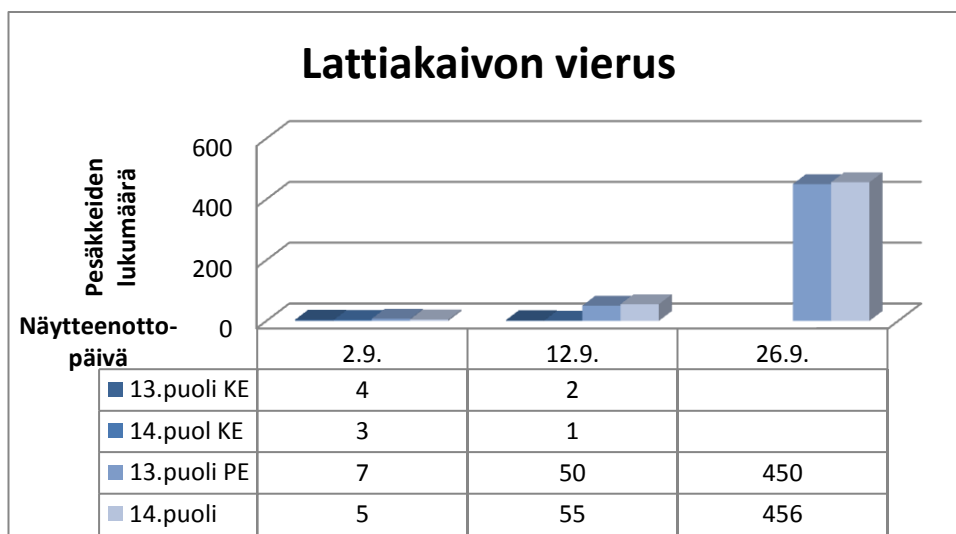 Lattiakaivon vierus
Pesäkkeiden
lukumäärä
600
400
200
0
Näytteenotto-
päivä
2.9. 12.9. 26.9.
13.puoli KE 4 2
14.puol KE 3 1
13.puoli PE 7 50 450
14.puoli 5 55 456